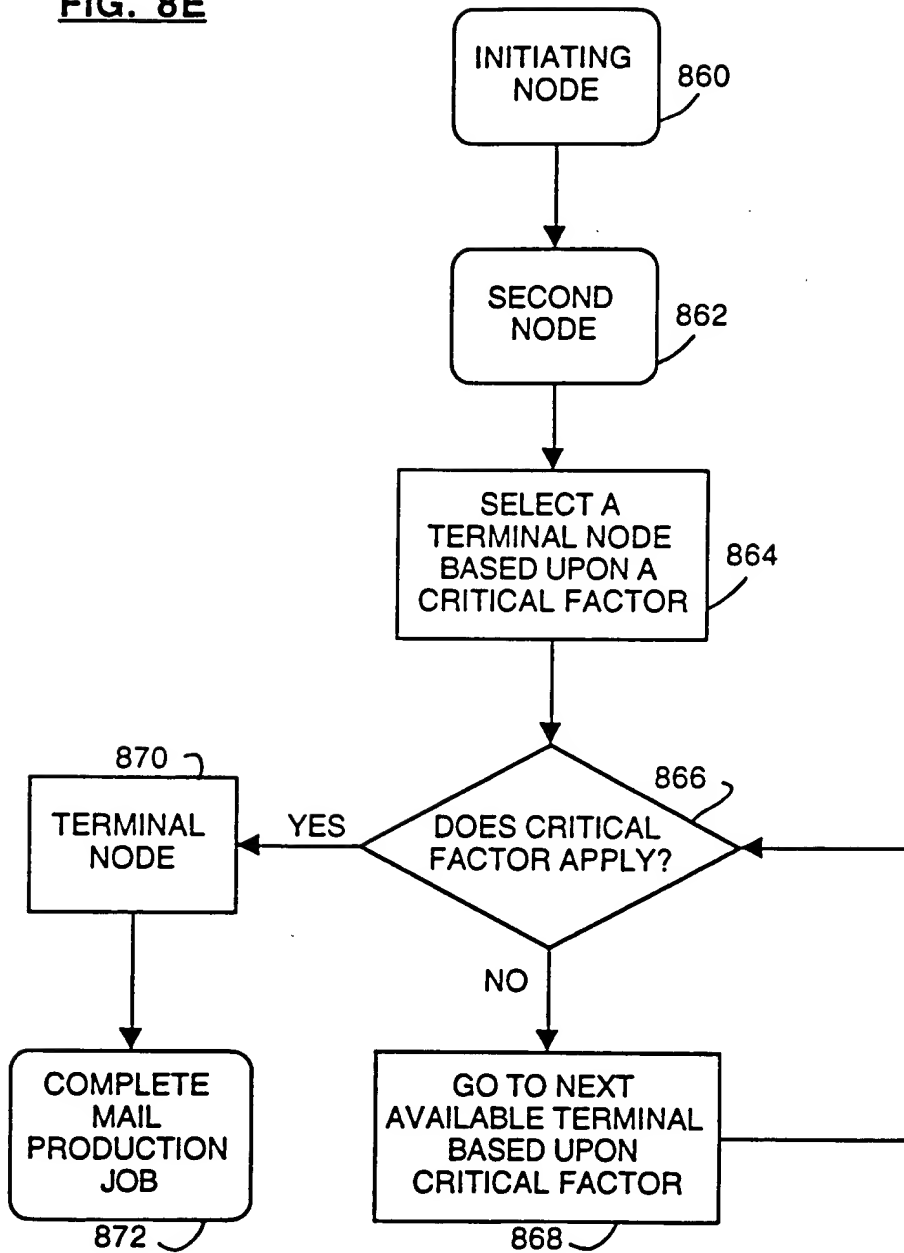 FIG. 8E
INITIATING
NODE
860
SECOND
NODE
862
SELECT A
TERMINAL NODE
BASED UPON A
CRITICAL FACTOR
864
870
866
TERMINAL
NODE
YES
DOES CRITICAL
FACTOR APPLY?
NO
COMPLETE
MAIL
PRODUCTION
JOB
GO TO NEXT
AVAILABLE TERMINAL
BASED UPON
CRITICAL FACTOR
872
868